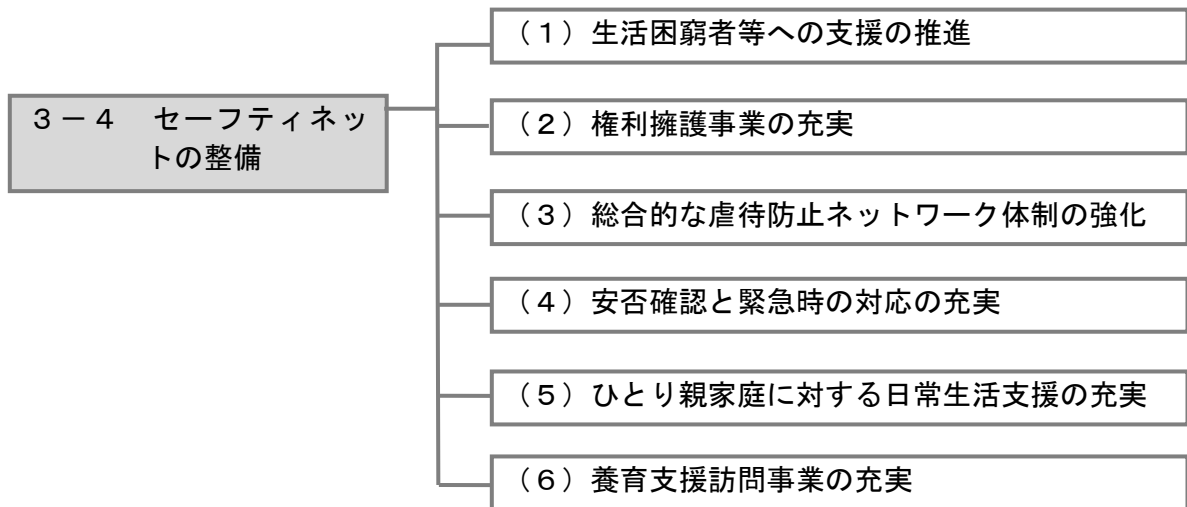 ３－４　セーフティネッ
トの整備
（１）生活困窮者等への支援の推進
（２）権利擁護事業の充実
（３）総合的な虐待防止ネットワーク体制の強化
（４）安否確認と緊急時の対応の充実
（５）ひとり親家庭に対する日常生活支援の充実
（６）養育支援訪問事業の充実